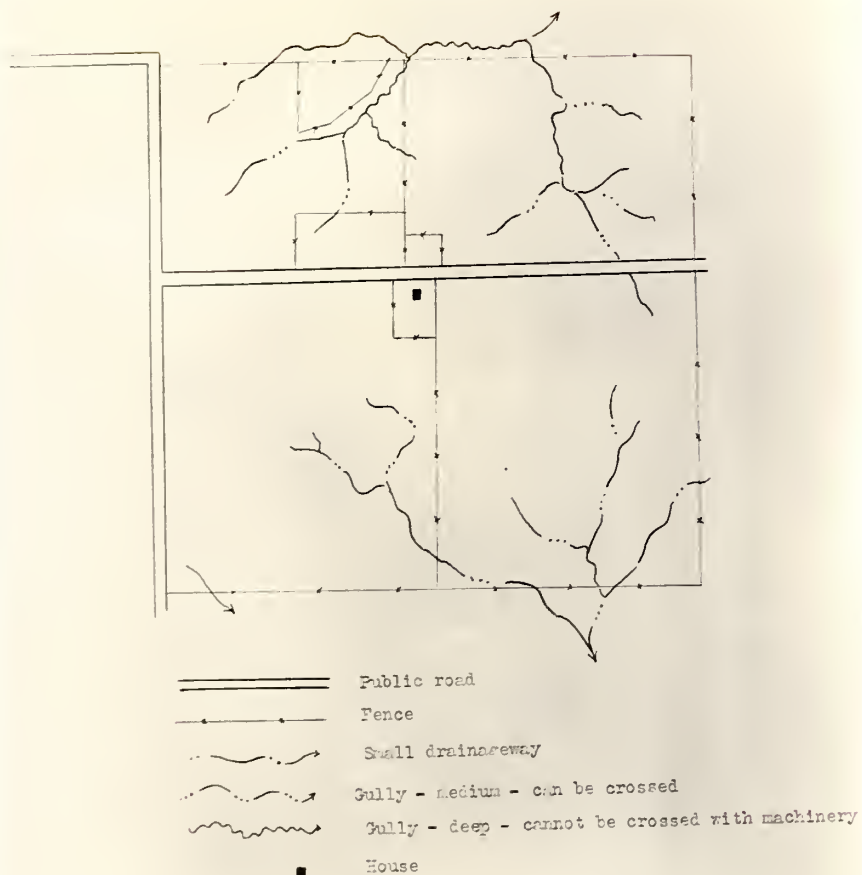 Public road
Fence
Small drainageway
Gully - medium - can be crossed
Gully - deep - cannot be crossed with machinery
House